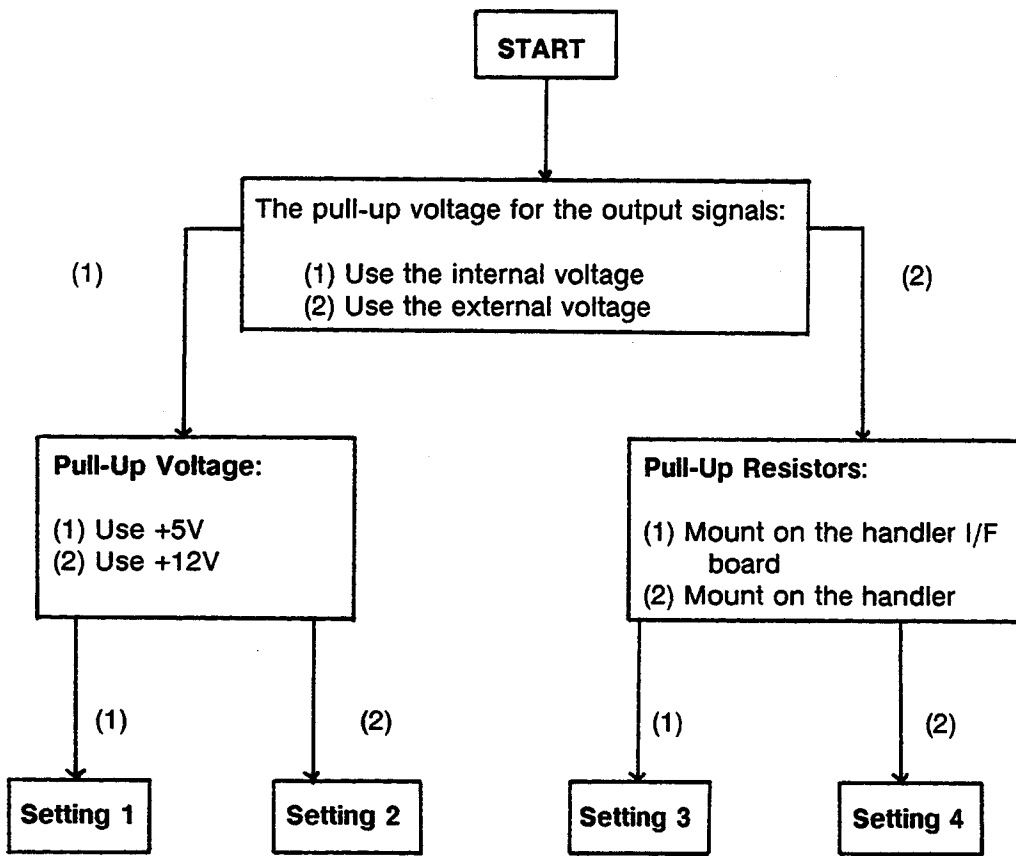 START
The pull-up voltage for the output signals:
(1) Use the internal voltage
(2) Use the external voltage
(1)
(2)
Pull-Up Voltage:
(1) Use +5V
(2) Use +12V
Pull-Up Resistors:
(1) Mount on the handler I/F
board
(2) Mount on the handler
(1)
(2)
(1)
(2)
Setting 1
Setting 2
Setting 3
Setting 4